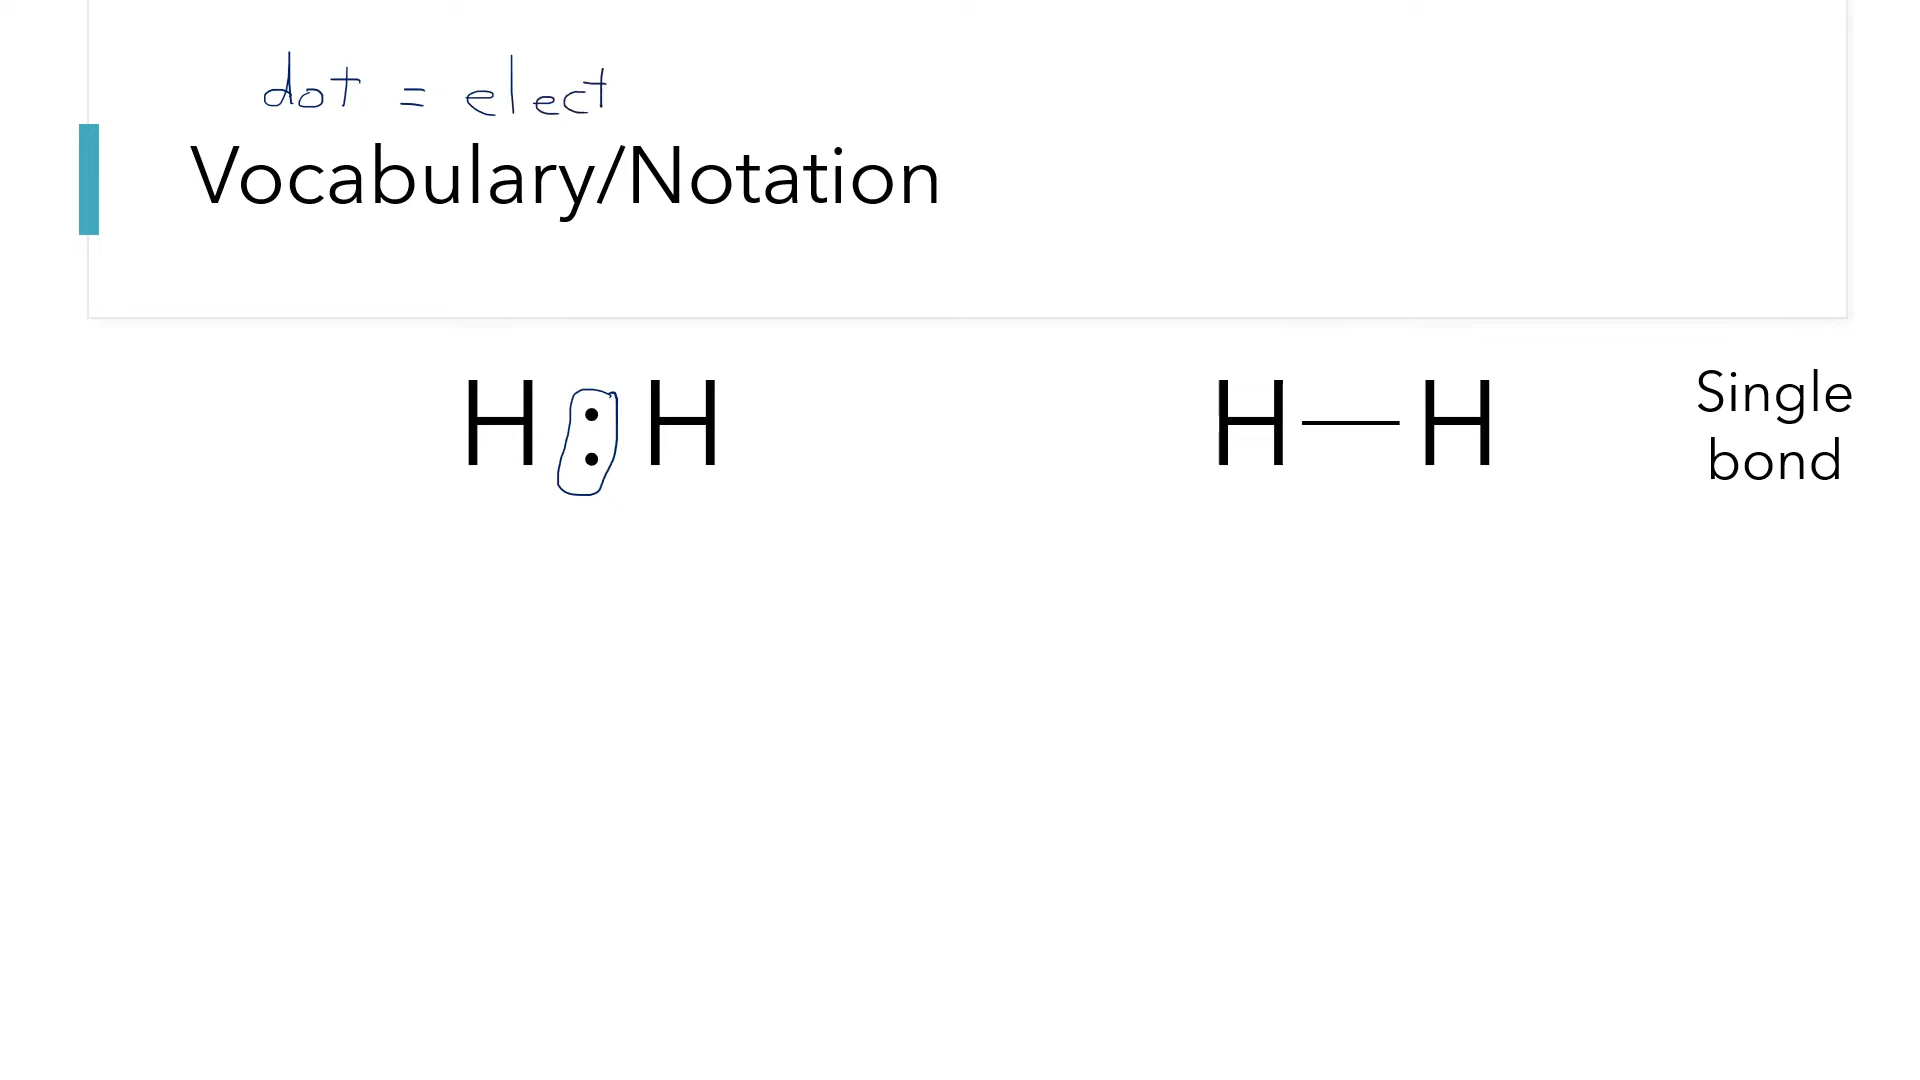 dot = elect
Vocabulary/Notation
H : H
H — H
Single
bond